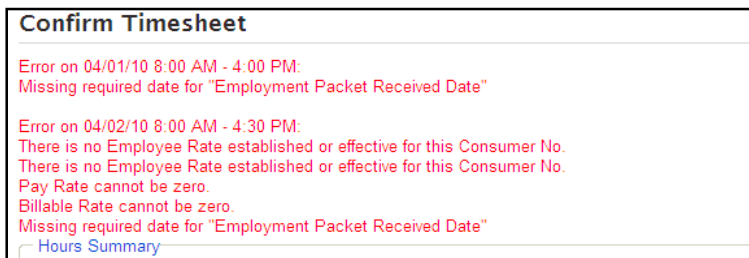 Confirm Timesheet
Error on 04/01/10 8:00 AM - 4:00 PM:
Missing required date for "Employment Packet Received Date"
Error on 04/02/10 8:00 AM - 4:30 PM:
There is no Employee Rate established or effective for this Consumer No.
There is no Employee Rate established or effective for this Consumer No.
Pay Rate cannot be zero.
Billable Rate cannot be zero.
Missing required date for "Employment Packet Received Date"
Hours Summary